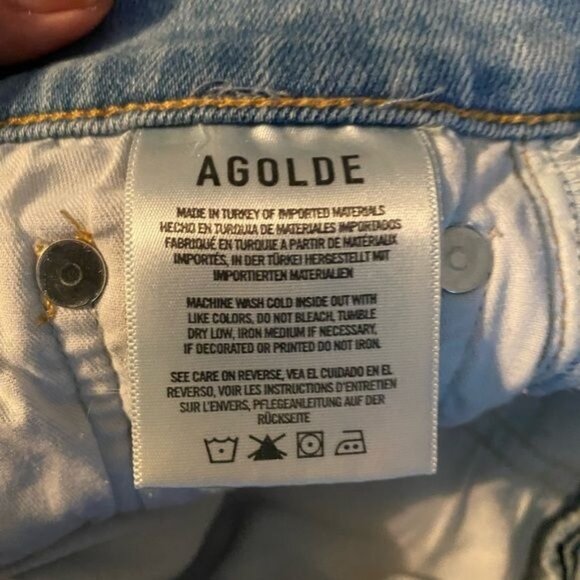 AGOLDE
MADE IN TURKEY OF IMPORTED MATERIALS
HECHO EN TURQUIA DE MATERIALES IMPORTADOS
FABRIQUÉ EN TURQUIE A PARTIR DE MATÉRIAUX
IMPORTÉS, IN DER TÜRKEI HERGESTELLT MIT
IMPORTIERTEN MATERIALIEN
MACHINE WASH COLD INSIDE OUT WITH
LIKE COLORS, DO NOT BLEACH, TUMBLE
DRY LOW, IRON MEDIUM IF NECESSARY,
IF DECORATED OR PRINTED DO NOT IRON.
SEE CARE ON REVERSE, VEA EL CUIDADO EN EL
REVERSO, VOIR LES INSTRUCTIONS D'ENTRETIEN
SUR L'ENVERS, PFLEGEANLEITUNG AUF DER
RÜCKSEITE